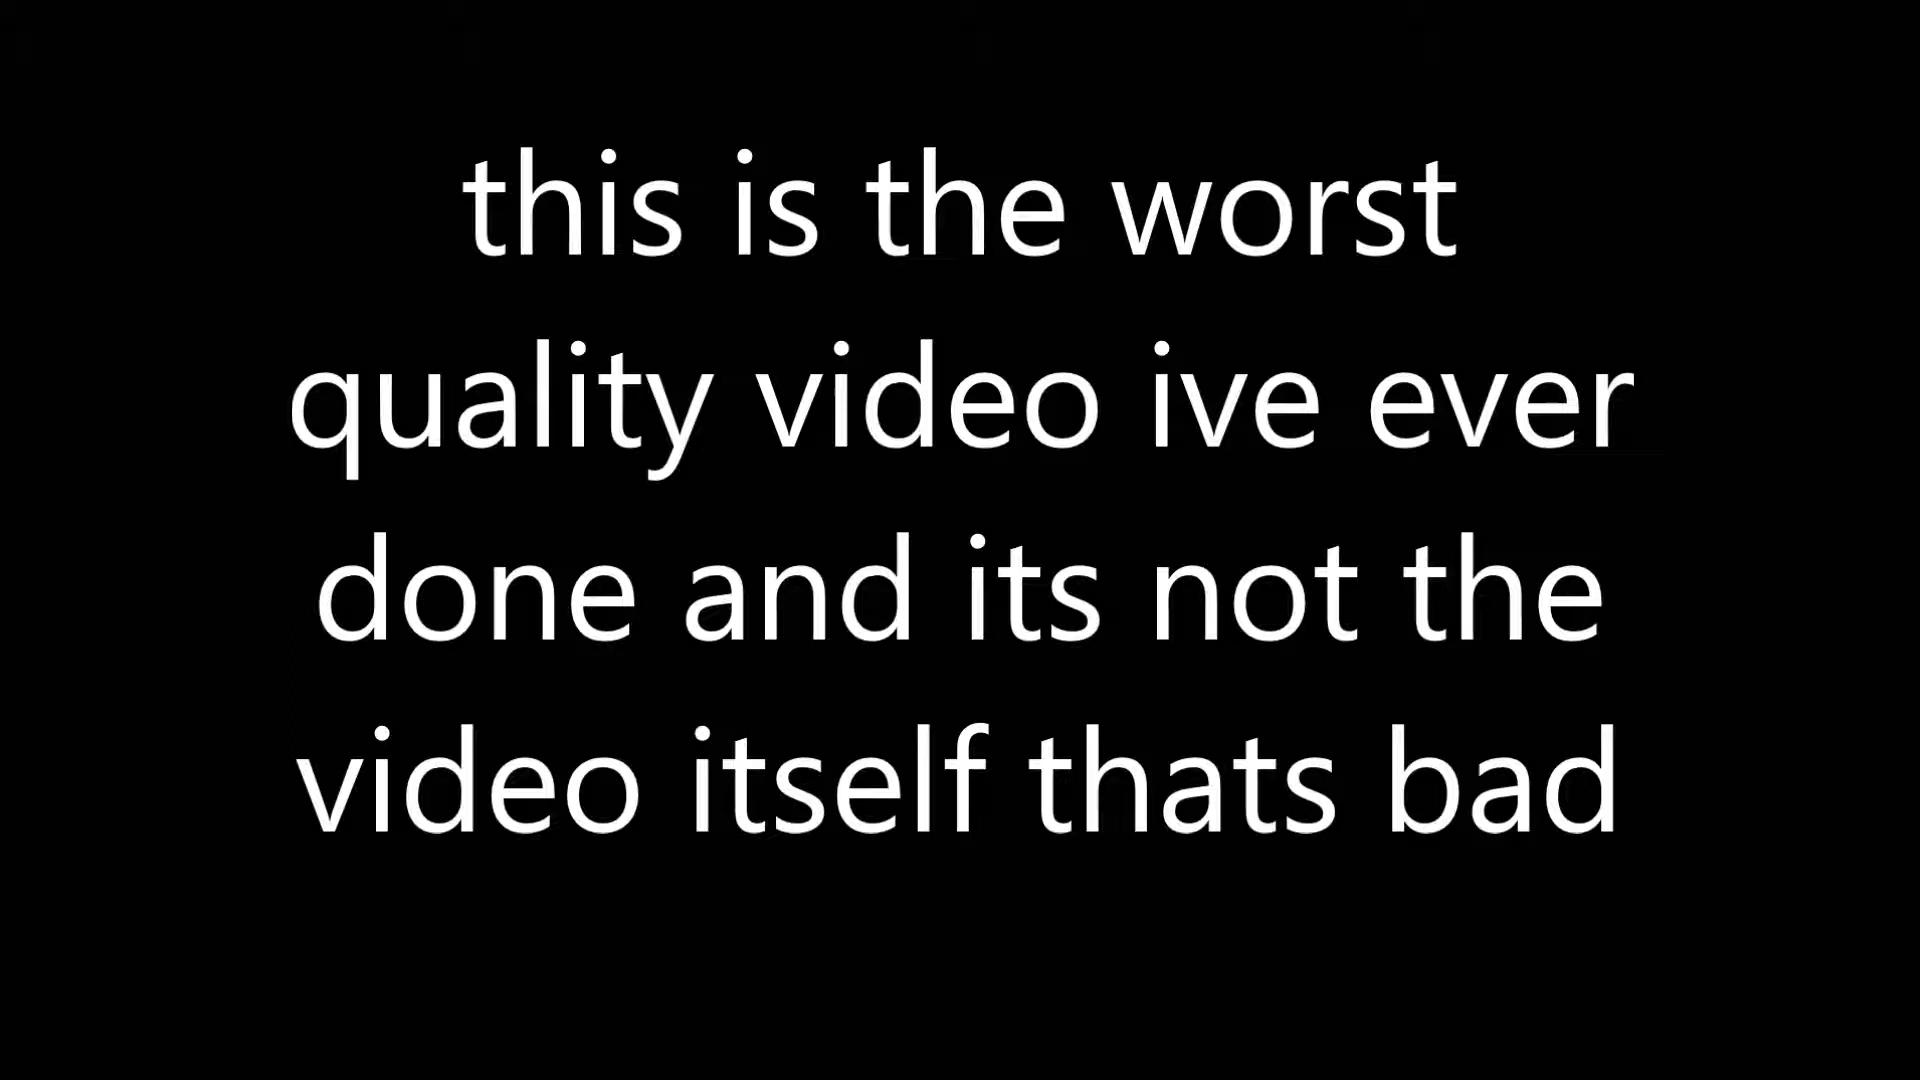 this is the worst
quality video ive ever
done and its not the
video itself thats bad